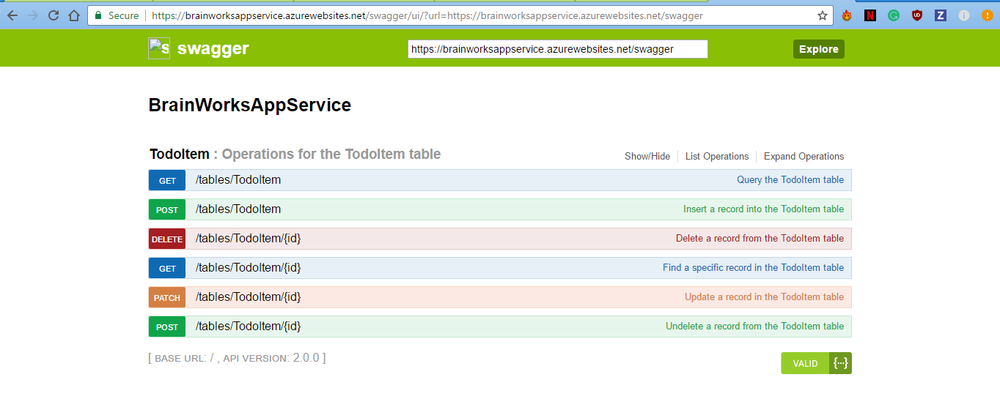 Secure https://brainworksappservice.azurewebsites.net/swagger/ui/?url=https://brainworksappservice.azurewebsites.net/swagger
s swagger https://brainworksappservice.azurewebsites.net/swagger Explore
BrainWorksAppService
TodoItem : Operations for the TodoItem table Show/Hide List Operations Expand Operations
GET /tables/TodoItem Query the TodoItem table
POST /tables/TodoItem Insert a record into the TodoItem table
DELETE /tables/TodoItem/{id} Delete a record from the TodoItem table
GET /tables/TodoItem/{id} Find a specific record in the TodoItem table
PATCH /tables/TodoItem/{id} Update a record in the TodoItem table
POST /tables/TodoItem/{id} Undelete a record from the TodoItem table
[ BASE URL: / , API VERSION: 2.0.0 ] VALID {···}